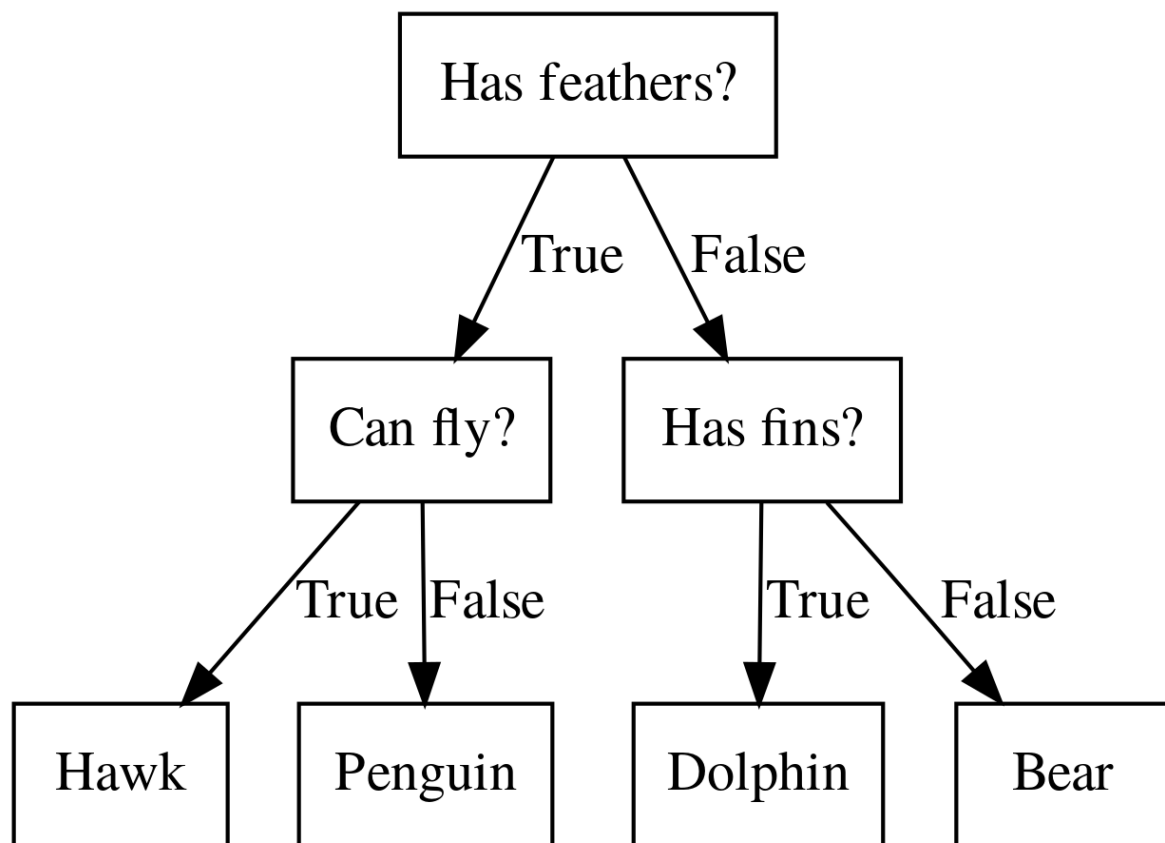 Has feathers?
True
False
Can fly?
Has fins?
True
False
True
False
Hawk
Penguin
Dolphin
Bear